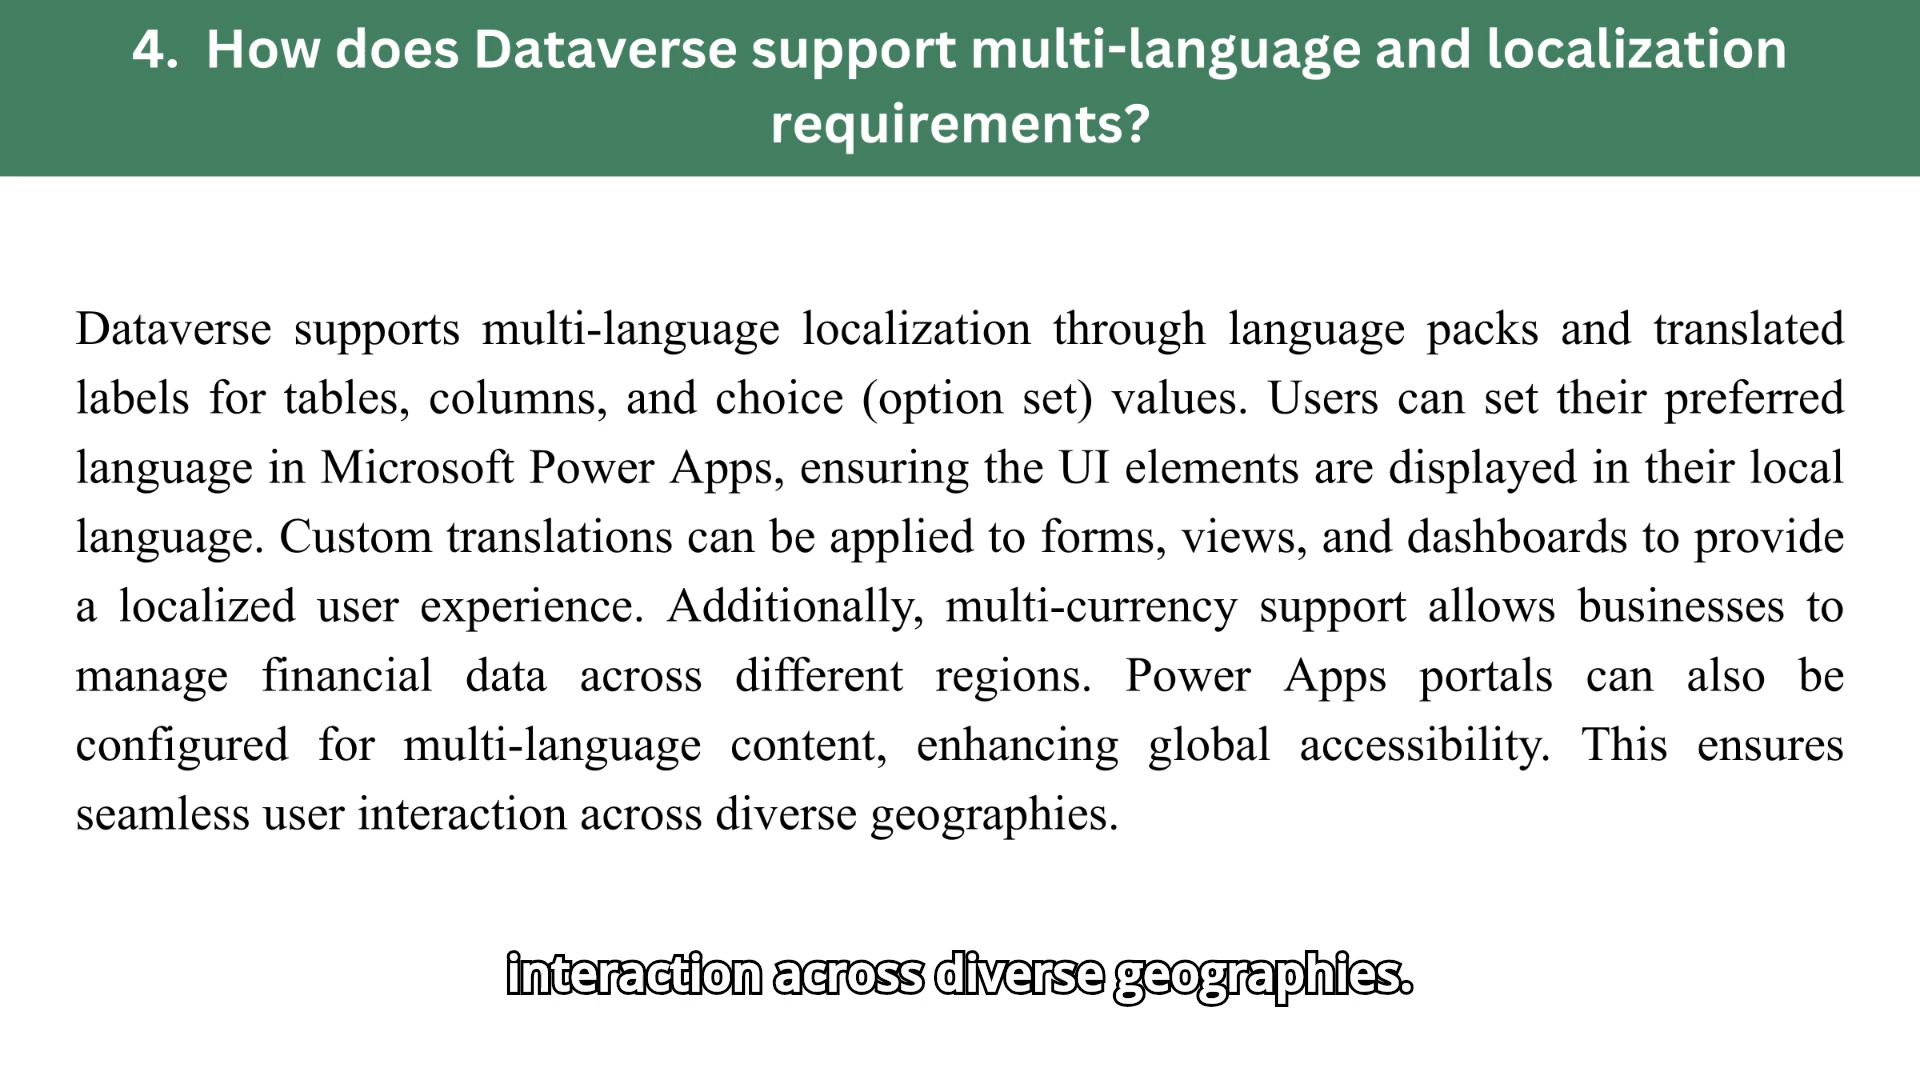 4. How does Dataverse support multi-language and localization
requirements?
Dataverse supports multi-language localization through language packs and translated
labels for tables, columns, and choice (option set) values. Users can set their preferred
language in Microsoft Power Apps, ensuring the UI elements are displayed in their local
language. Custom translations can be applied to forms, views, and dashboards to provide
a localized user experience. Additionally, multi-currency support allows businesses to
manage financial data across different regions. Power Apps portals can also be
configured for multi-language content, enhancing global accessibility. This ensures
seamless user interaction across diverse geographies.
interaction across diverse geographies.